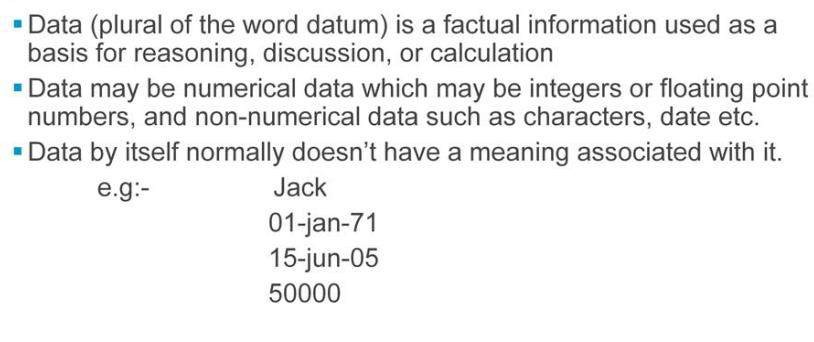 ▪ Data (plural of the word datum) is a factual information used as a
basis for reasoning, discussion, or calculation
▪ Data may be numerical data which may be integers or floating point
numbers, and non-numerical data such as characters, date etc.
▪ Data by itself normally doesn't have a meaning associated with it.
e.g:- Jack
01-jan-71
15-jun-05
50000